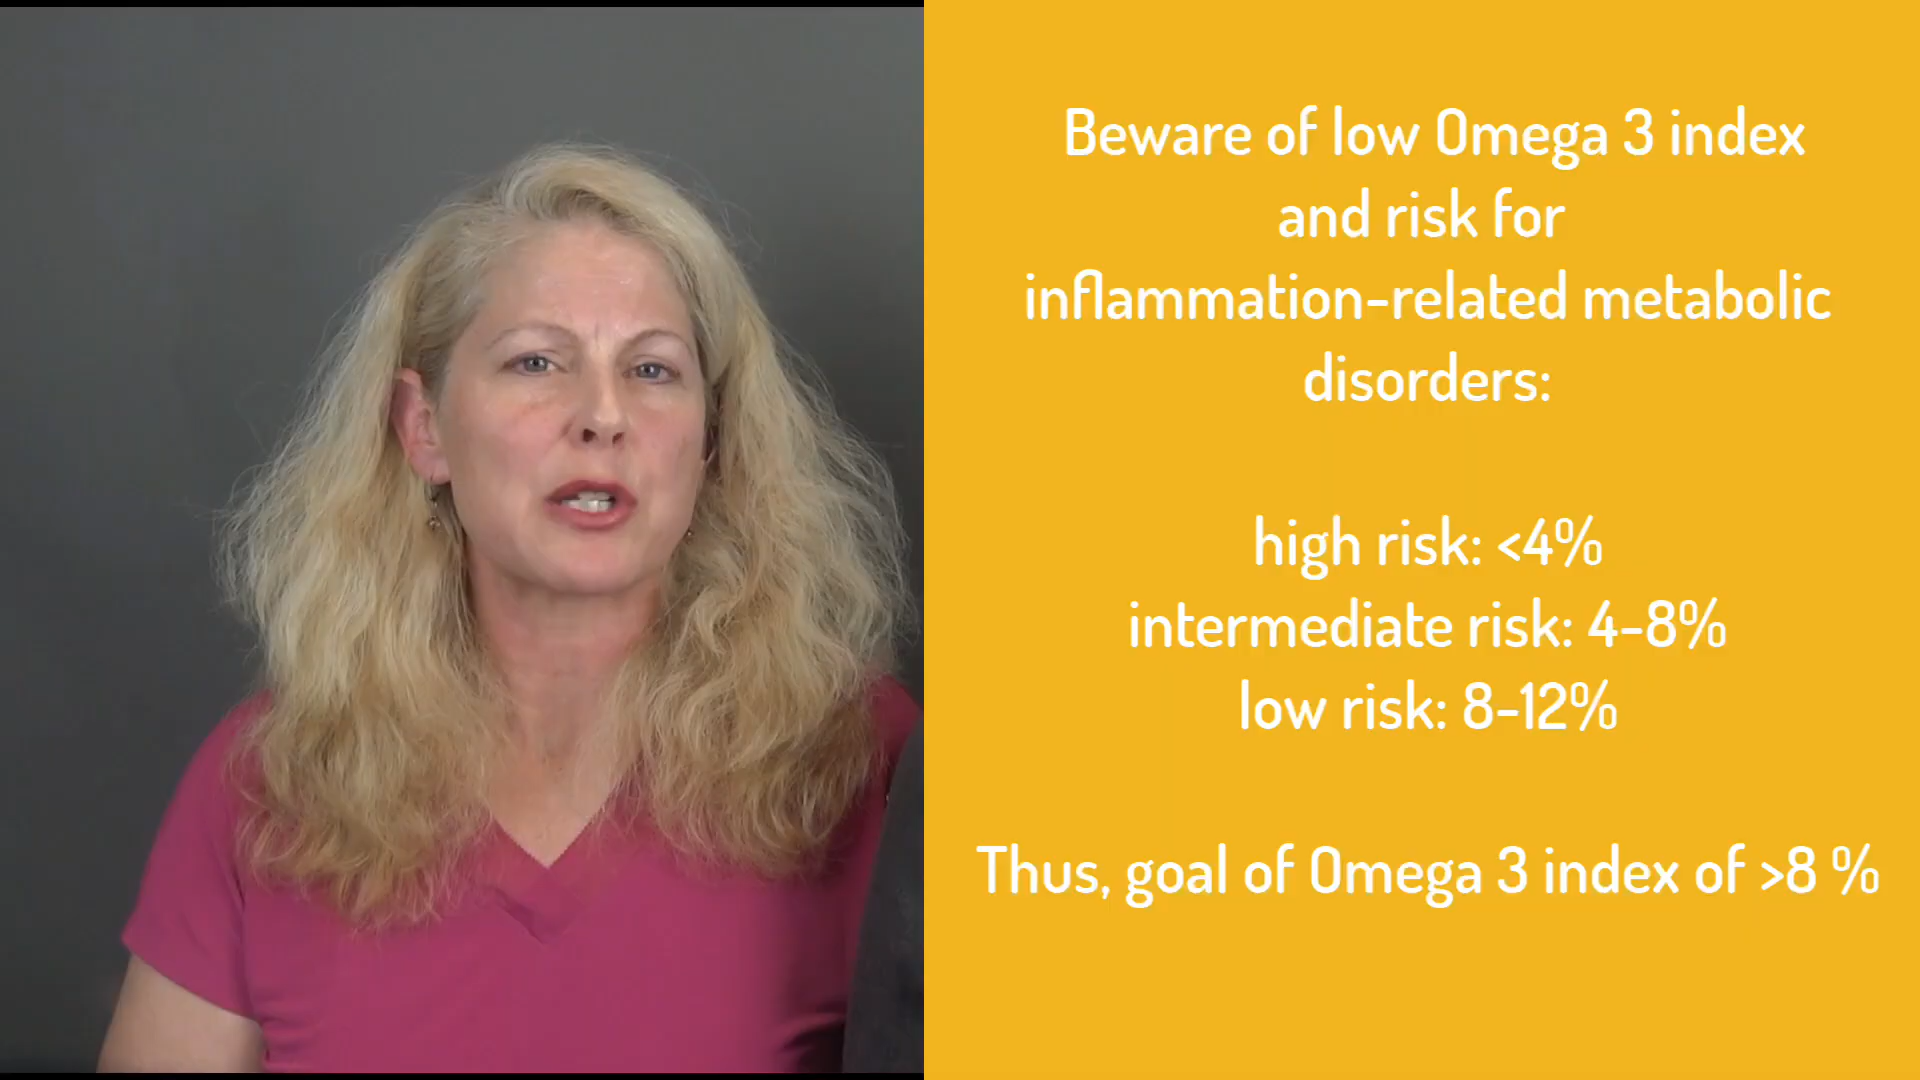 Beware of low Omega 3 index
and risk for
inflammation-related metabolic
disorders:
high risk: <4%
intermediate risk: 4-8%
low risk: 8-12%
Thus, goal of Omega 3 index of >8 %